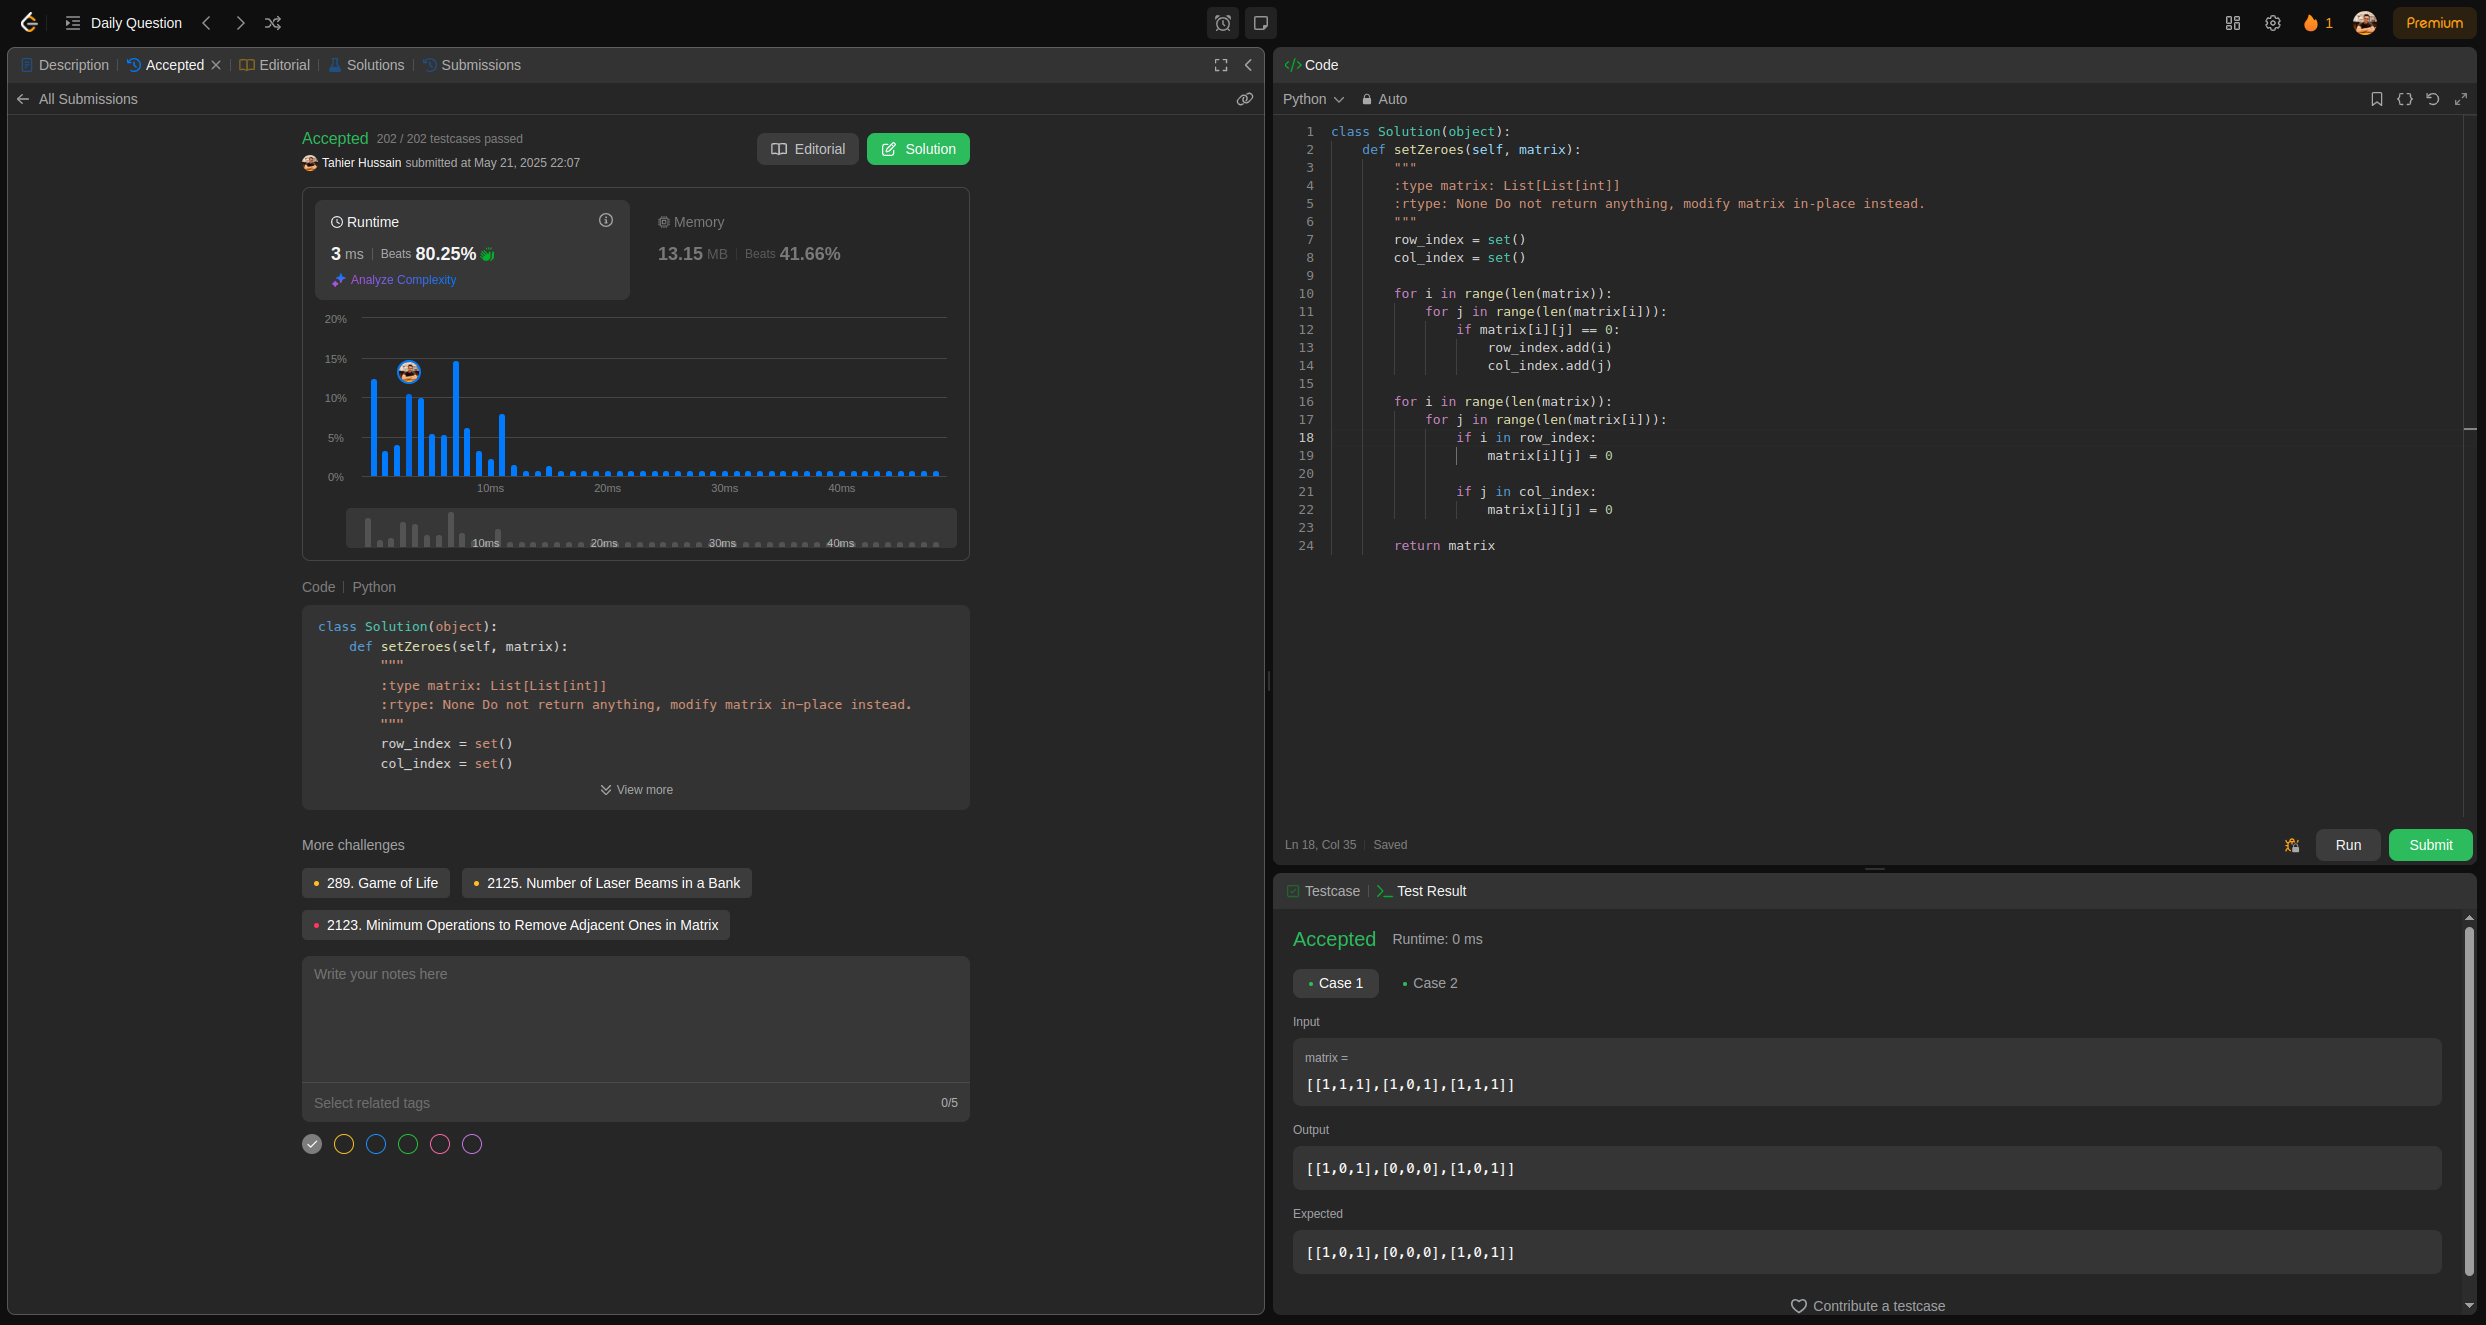 Daily Question
1
Premium
Description
Accepted
Editorial
Solutions
Submissions
All Submissions
Accepted 202 / 202 testcases passed
Tahier Hussain submitted at May 21, 2025 22:07
Editorial
Solution
Runtime
3 ms Beats 80.25%
Analyze Complexity
Memory
13.15 MB Beats 41.66%
20%
15%
10%
5%
0%
10ms 20ms 30ms 40ms
10ms 20ms 30ms 40ms
Code Python
class Solution(object):
def setZeroes(self, matrix):
"""
:type matrix: List[List[int]]
:rtype: None Do not return anything, modify matrix in-place instead.
"""
row_index = set()
col_index = set()
View more
More challenges
289. Game of Life
2125. Number of Laser Beams in a Bank
2123. Minimum Operations to Remove Adjacent Ones in Matrix
Write your notes here
Select related tags 0/5
Code
Python Auto
1 class Solution(object):
2 def setZeroes(self, matrix):
3 """
4 :type matrix: List[List[int]]
5 :rtype: None Do not return anything, modify matrix in-place instead.
6 """
7 row_index = set()
8 col_index = set()
9
10 for i in range(len(matrix)):
11 for j in range(len(matrix[i])):
12 if matrix[i][j] == 0:
13 row_index.add(i)
14 col_index.add(j)
15
16 for i in range(len(matrix)):
17 for j in range(len(matrix[i])):
18 if i in row_index:
19 matrix[i][j] = 0
20
21 if j in col_index:
22 matrix[i][j] = 0
23
24 return matrix
Ln 18, Col 35 Saved
Run
Submit
Testcase
Test Result
Accepted Runtime: 0 ms
Case 1
Case 2
Input
matrix =
[[1,1,1],[1,0,1],[1,1,1]]
Output
[[1,0,1],[0,0,0],[1,0,1]]
Expected
[[1,0,1],[0,0,0],[1,0,1]]
Contribute a testcase